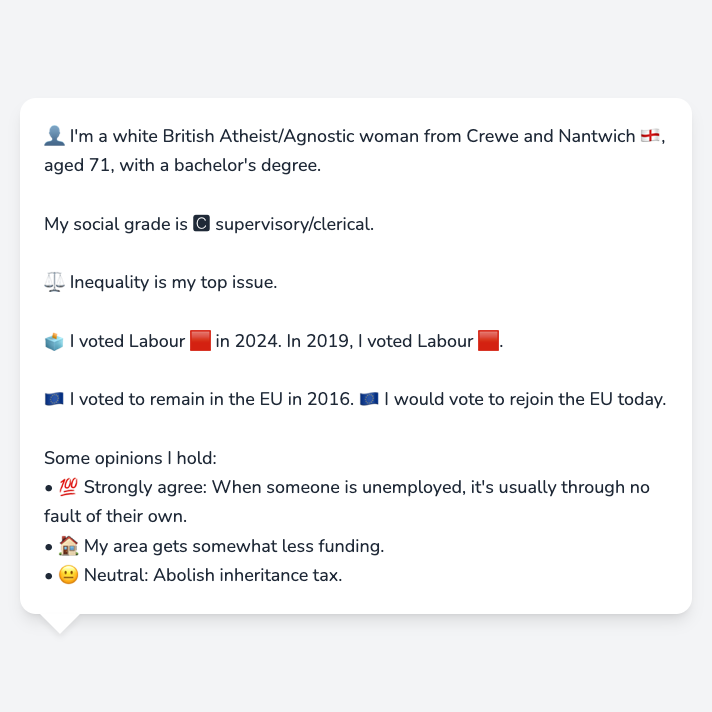 👤 I'm a white British Atheist/Agnostic woman from Crewe and Nantwich 🏴󠁧󠁢󠁥󠁮󠁧󠁿,
aged 71, with a bachelor's degree.
My social grade is 🅲 supervisory/clerical.
⚖️ Inequality is my top issue.
🗳️ I voted Labour 🟥 in 2024. In 2019, I voted Labour 🟥.
🇪🇺 I voted to remain in the EU in 2016. 🇪🇺 I would vote to rejoin the EU today.
Some opinions I hold:
• 💯 Strongly agree: When someone is unemployed, it's usually through no
fault of their own.
• 🏠 My area gets somewhat less funding.
• 😐 Neutral: Abolish inheritance tax.